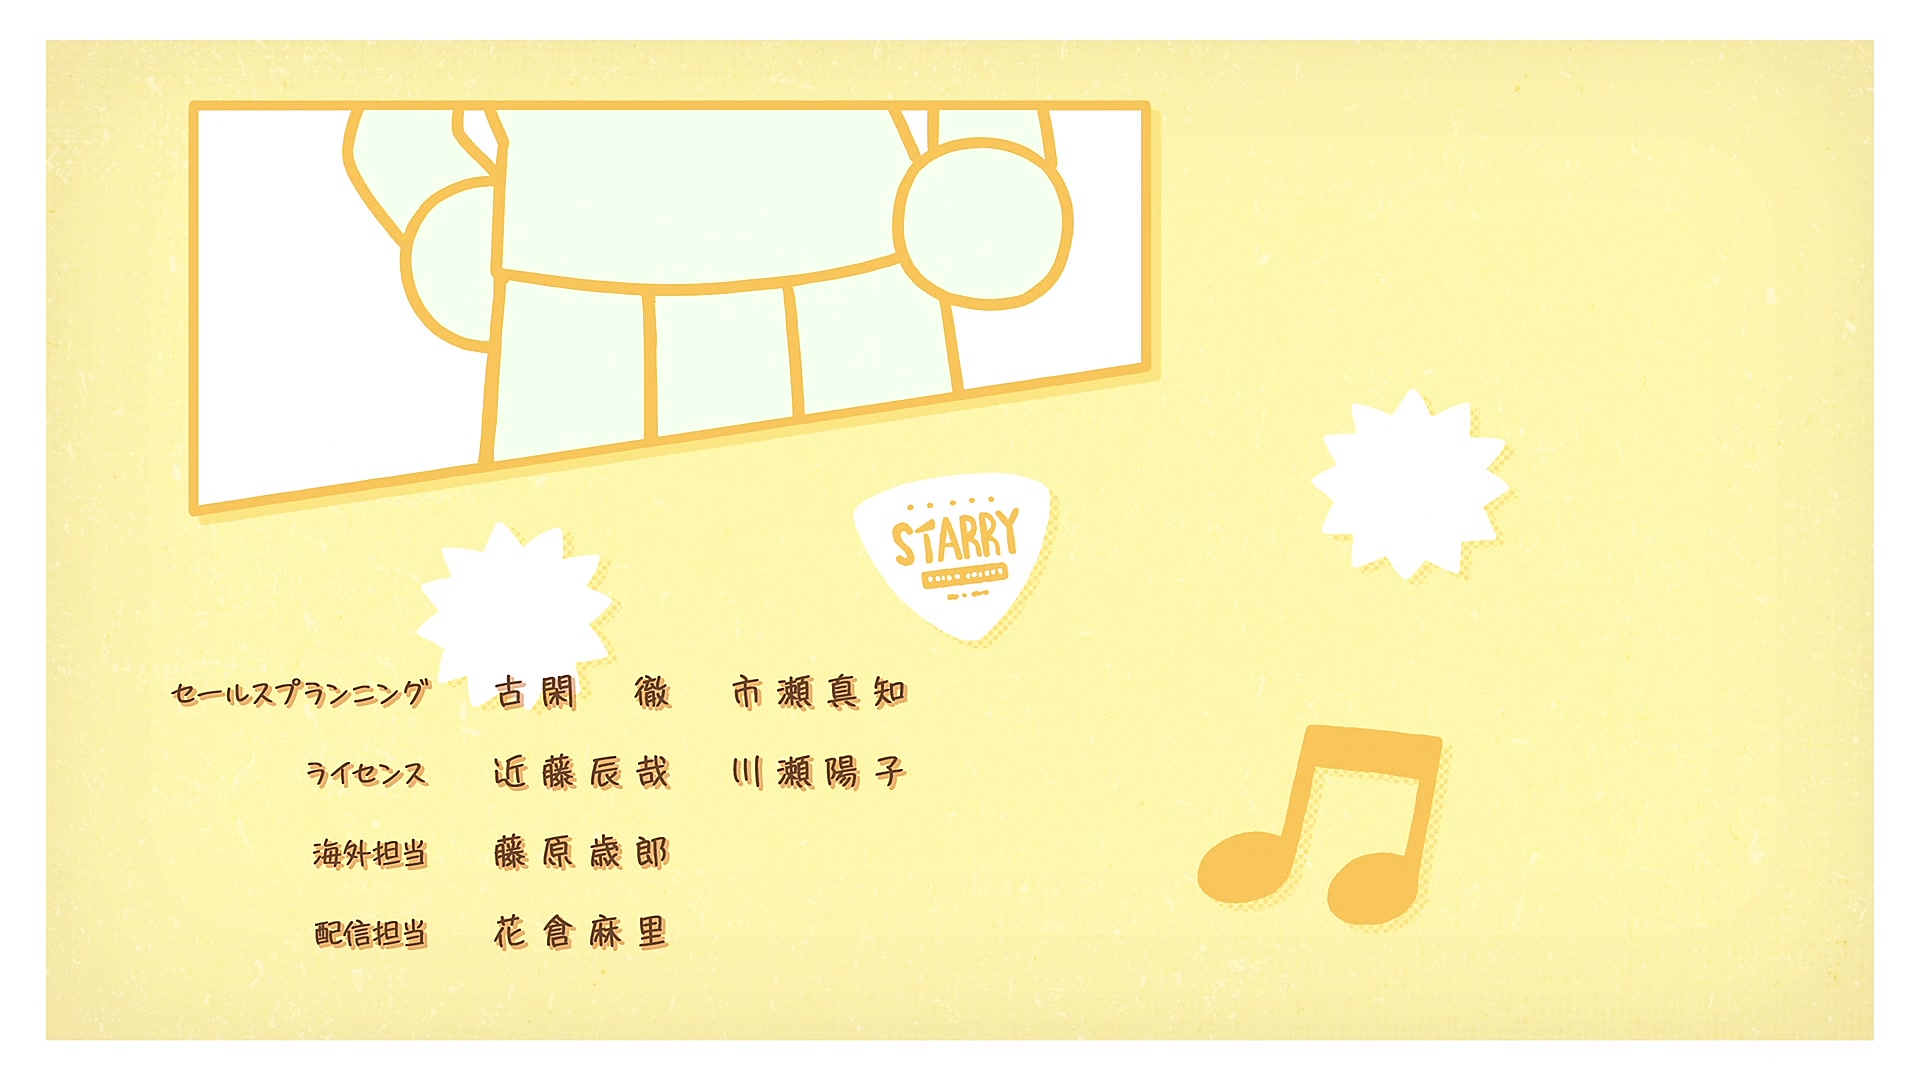 STARRY
セールスプランニング 古閑 徹 市瀬真知
ライセンス 近藤辰哉 川瀬陽子
海外担当 藤原歳郎
配信担当 花倉麻里